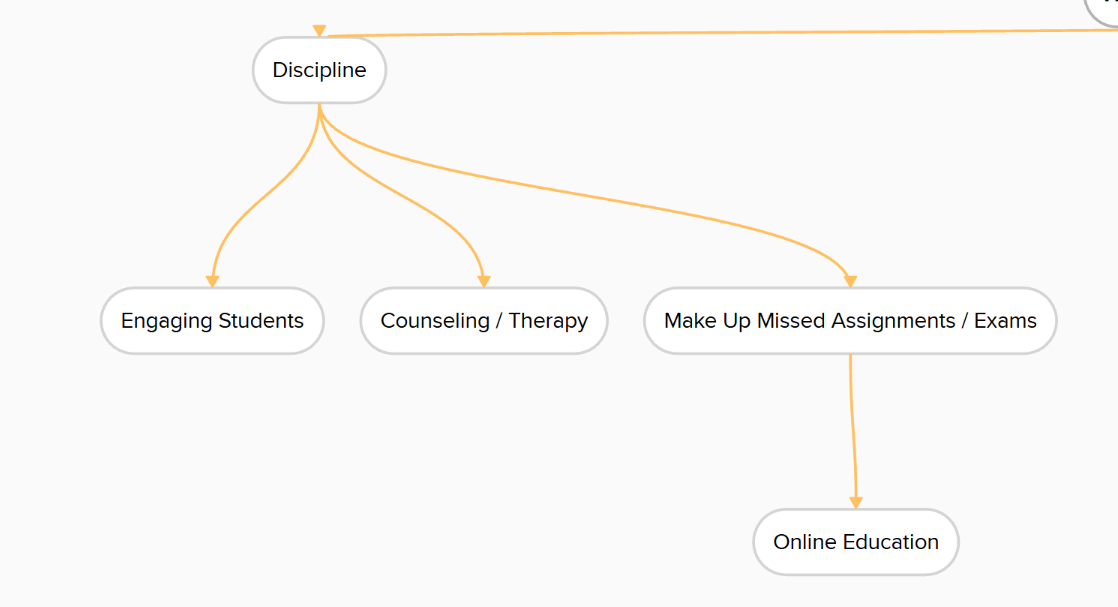 Discipline
Engaging Students
Counseling / Therapy
Make Up Missed Assignments / Exams
Online Education